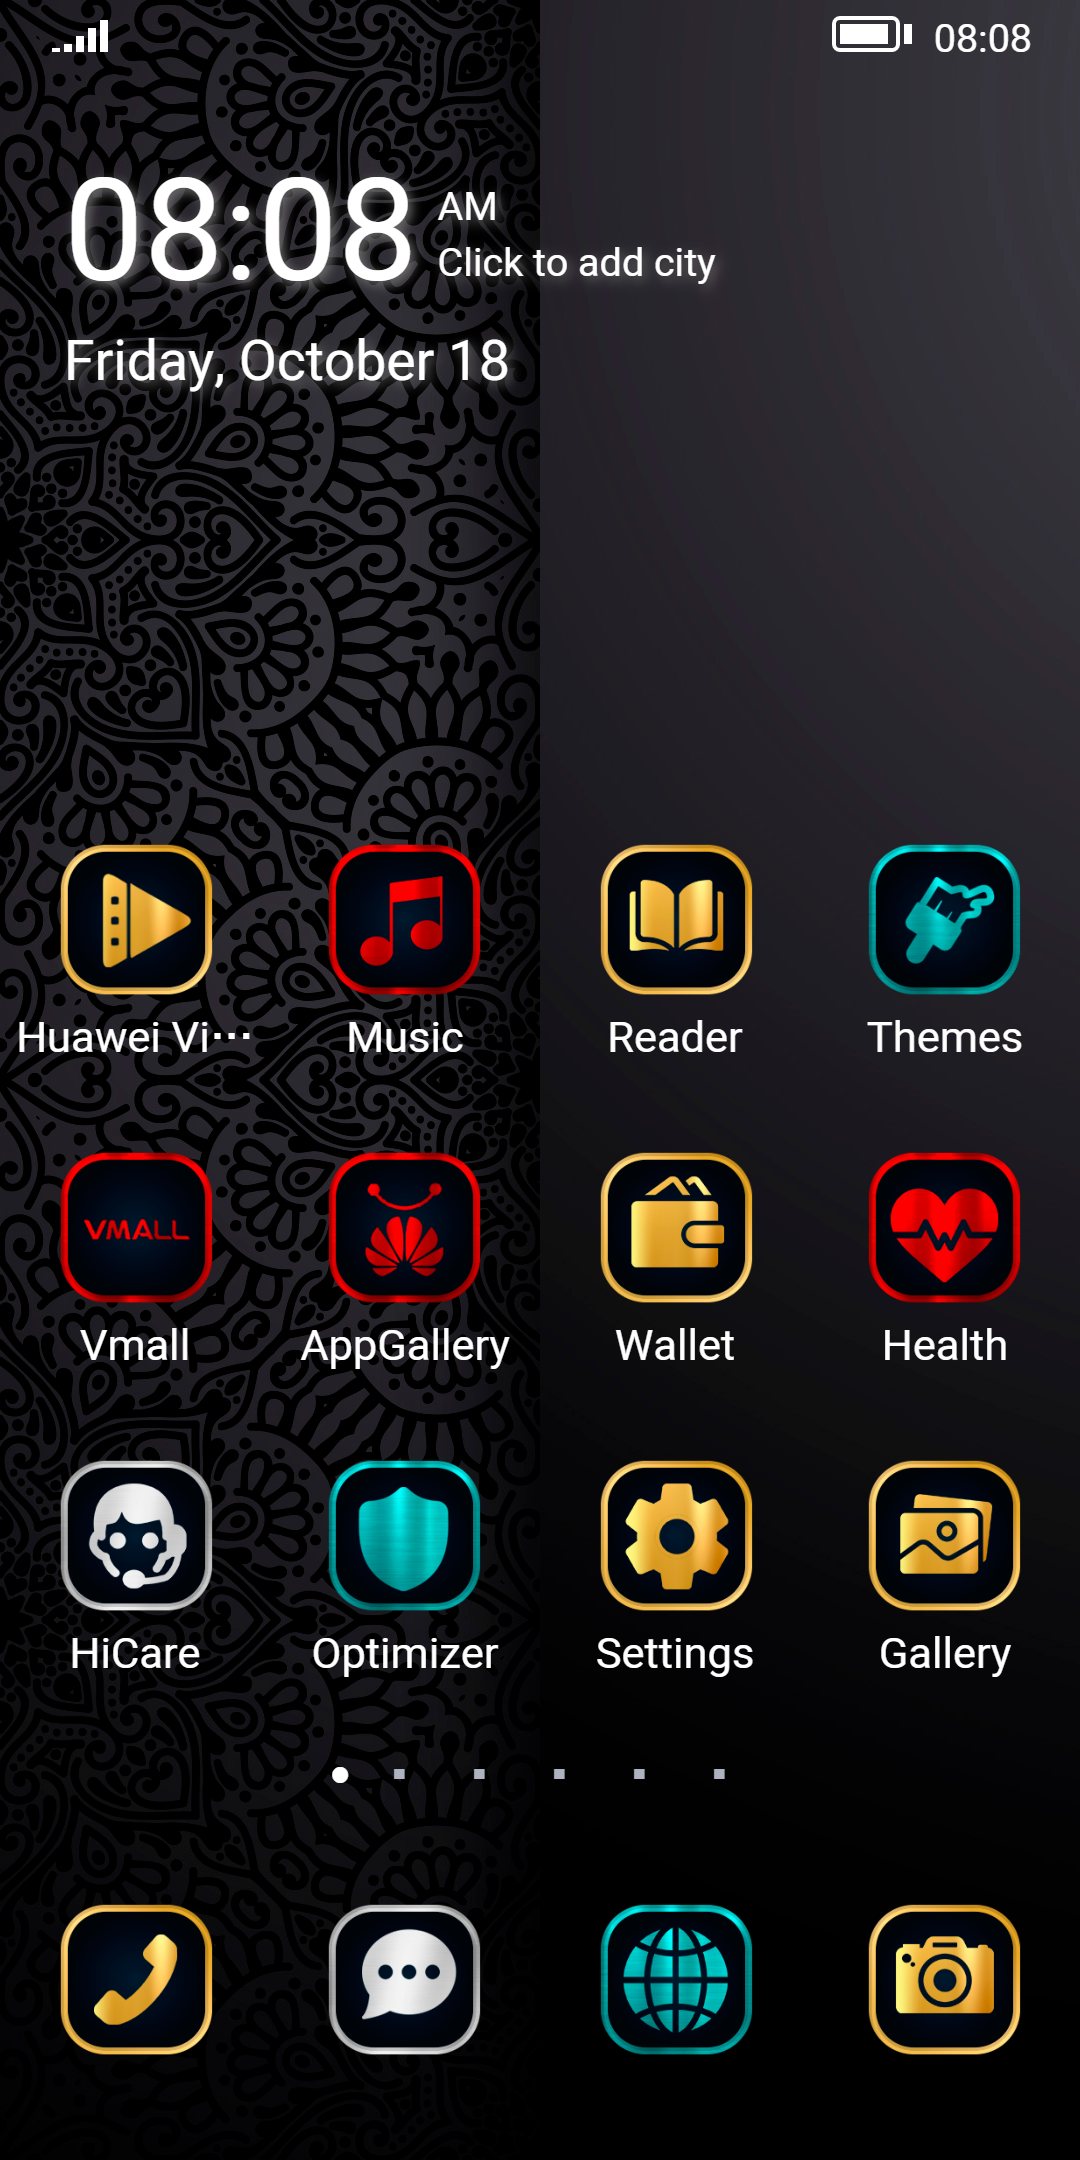 08:08
08:08 AM
Click to add city
Friday, October 18
Huawei Vi···
Music
Reader
Themes
VMALL
Vmall
AppGallery
Wallet
Health
HiCare
Optimizer
Settings
Gallery